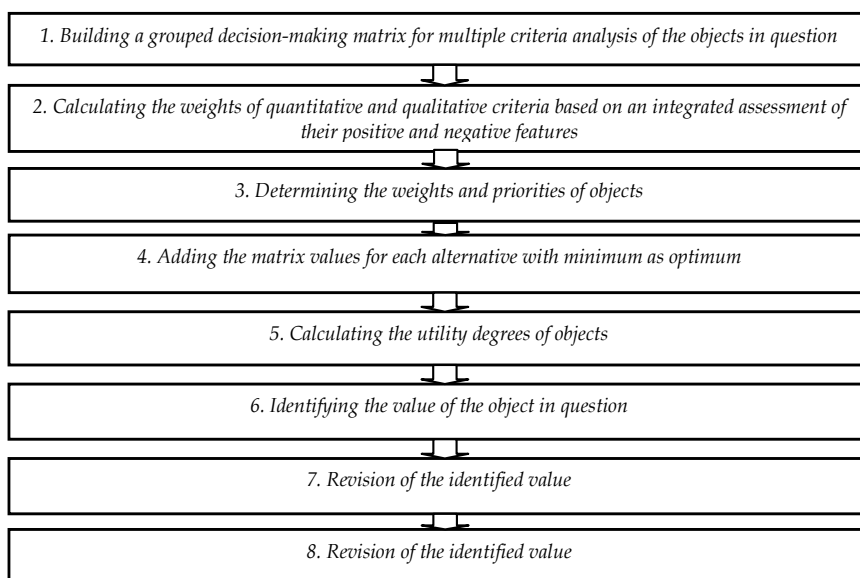 1. Building a grouped decision-making matrix for multiple criteria analysis of the objects in question
2. Calculating the weights of quantitative and qualitative criteria based on an integrated assessment of
their positive and negative features
3. Determining the weights and priorities of objects
4. Adding the matrix values for each alternative with minimum as optimum
5. Calculating the utility degrees of objects
6. Identifying the value of the object in question
7. Revision of the identified value
8. Revision of the identified value